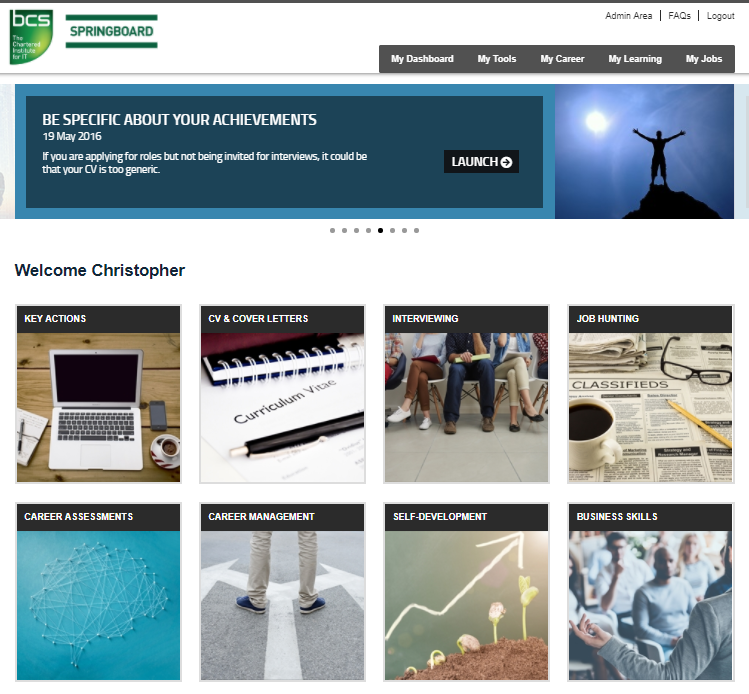 bcs
The
Chartered
Institute
for IT
SPRINGBOARD
Admin Area | FAQs | Logout
My Dashboard My Tools My Career My Learning My Jobs
BE SPECIFIC ABOUT YOUR ACHIEVEMENTS
19 May 2016
If you are applying for roles but not being invited for interviews, it could be
that your CV is too generic.
LAUNCH
Welcome Christopher
KEY ACTIONS
CV & COVER LETTERS
INTERVIEWING
JOB HUNTING
Curriculum Vitae
CLASSIFIEDS
CAREER ASSESSMENTS
CAREER MANAGEMENT
SELF-DEVELOPMENT
BUSINESS SKILLS